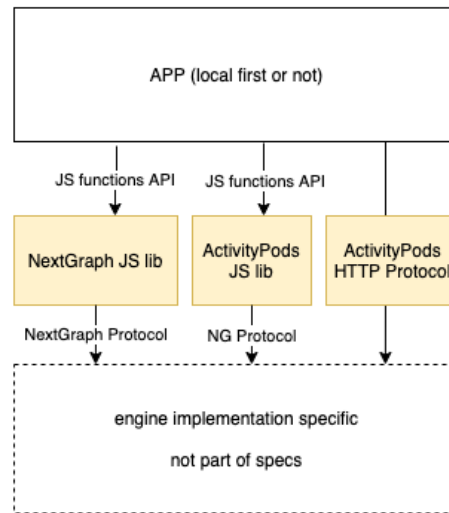 APP (local first or not)
JS functions API
JS functions API
NextGraph JS lib
ActivityPods
JS lib
ActivityPods
HTTP Protocol
NextGraph Protocol
NG Protocol
engine implementation specific
not part of specs